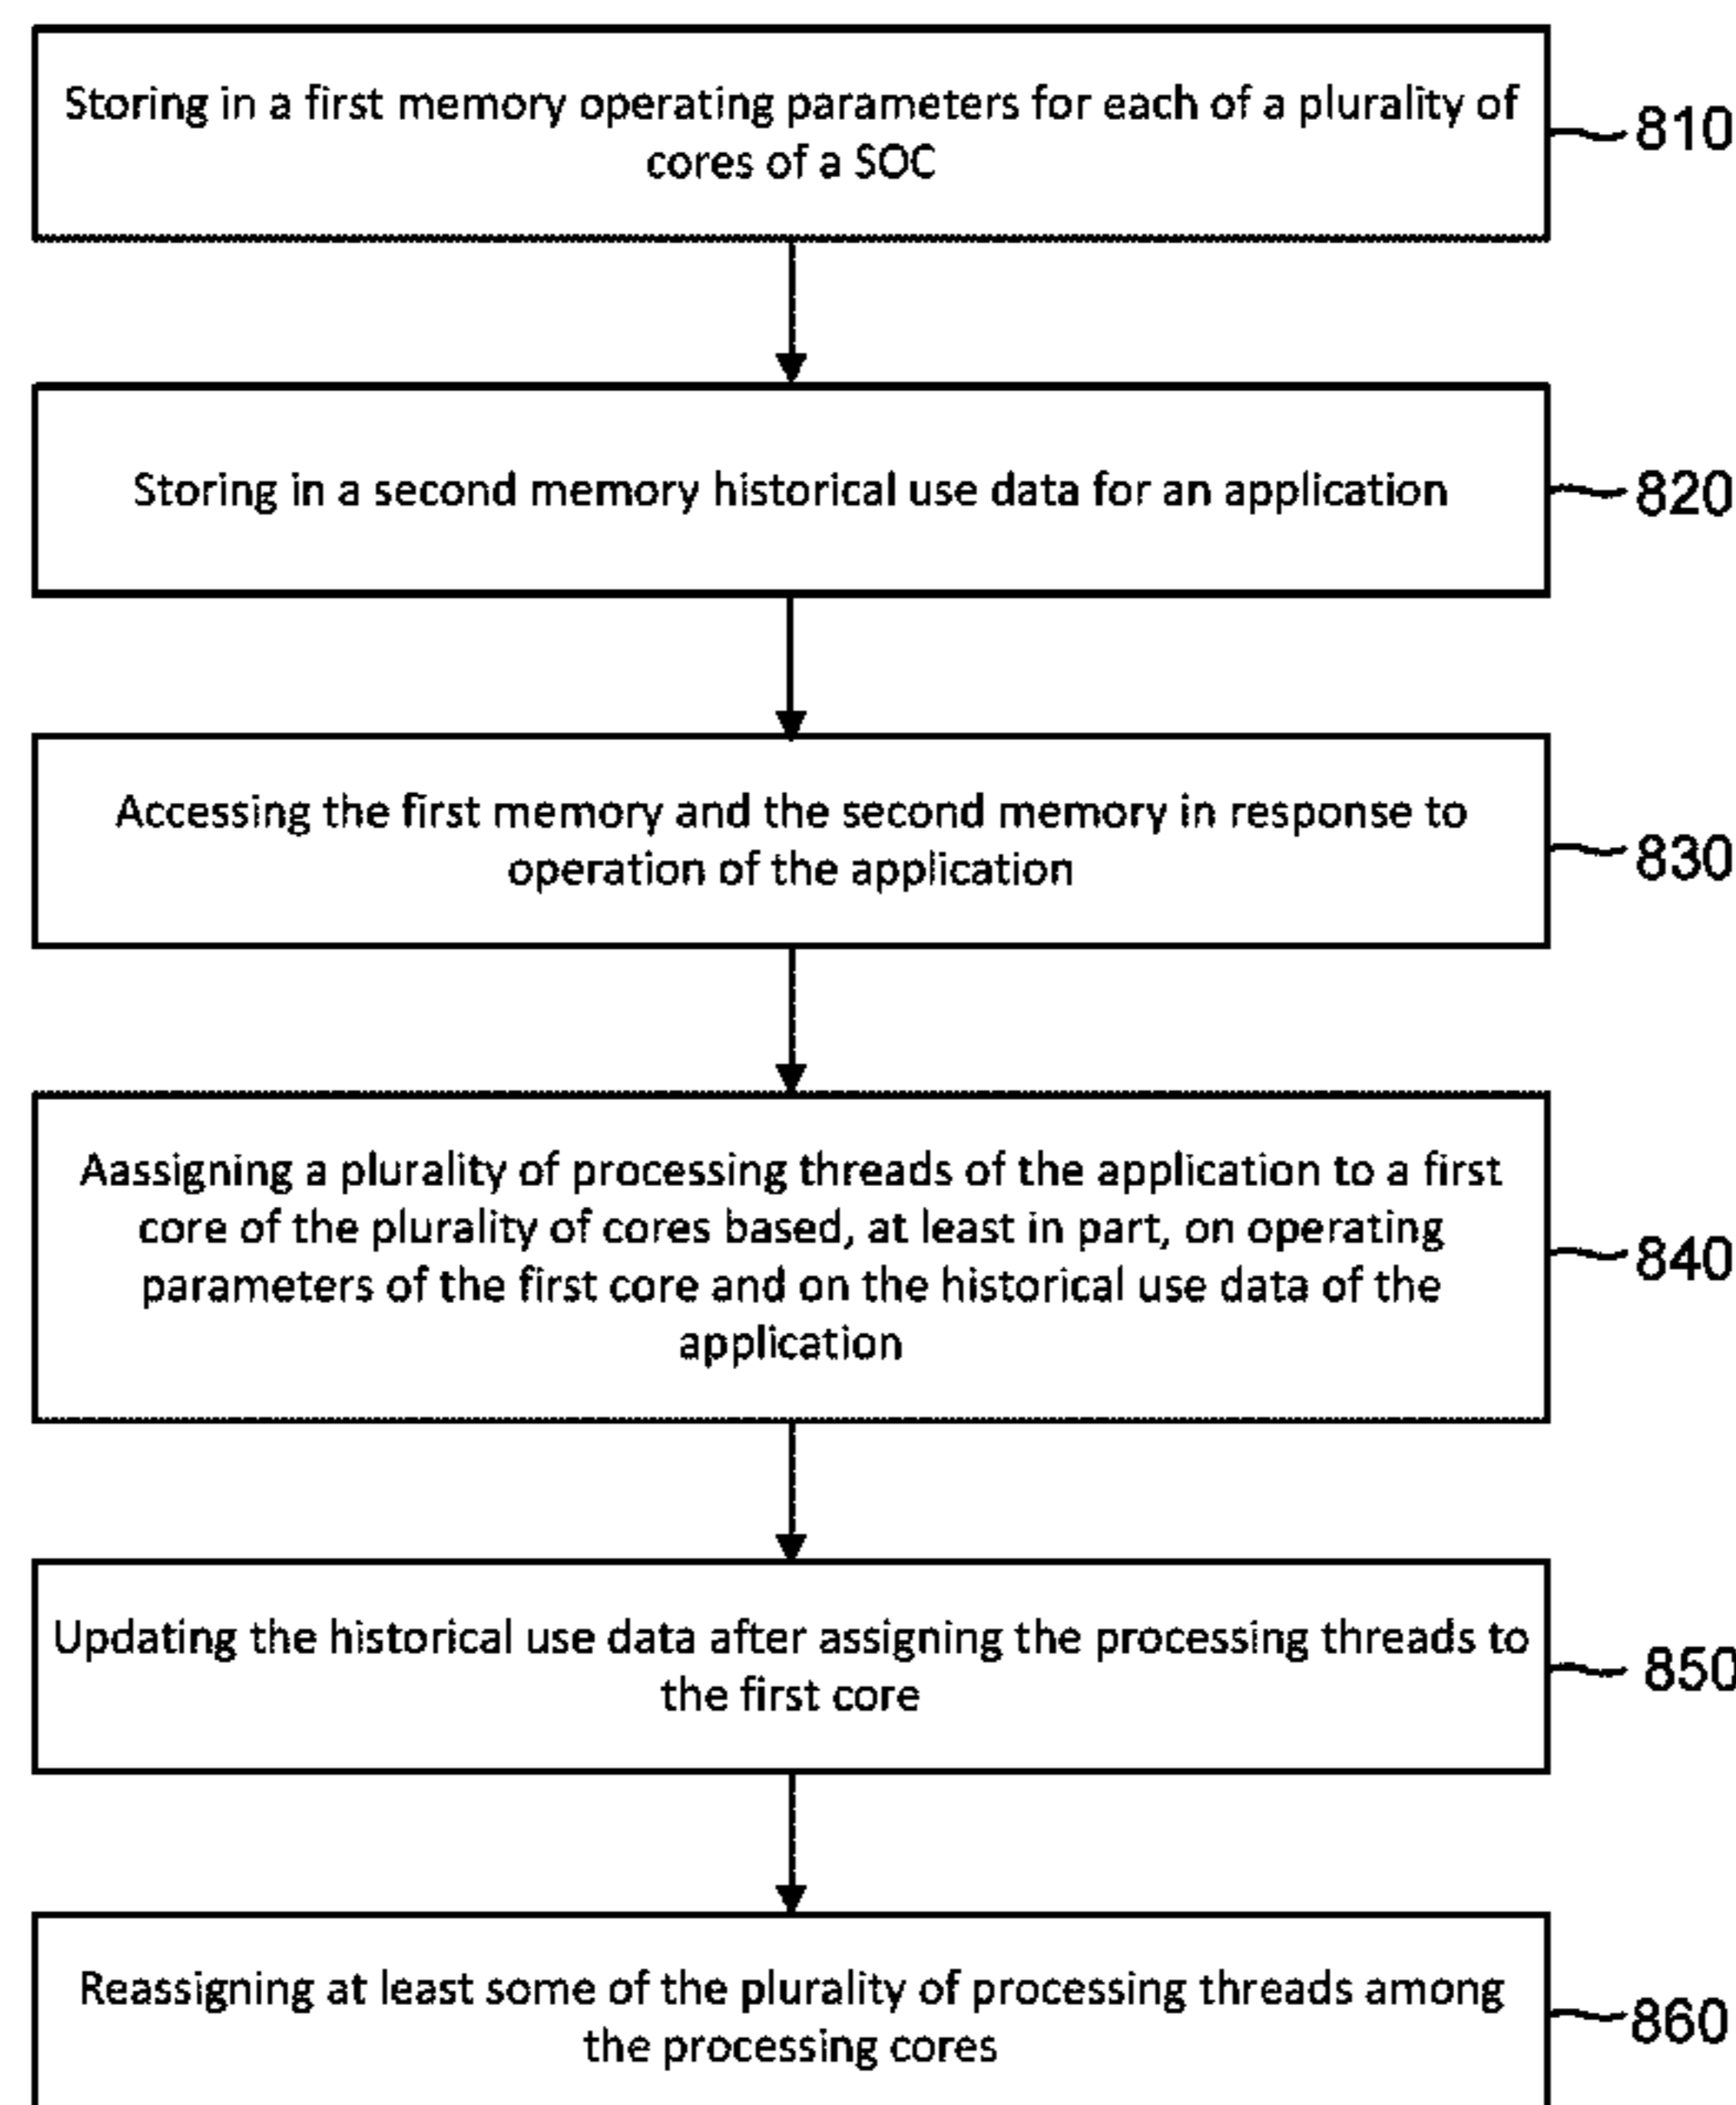 Storing in a first memory operating parameters for each of a plurality of
cores of a SOC
810
Storing in a second memory historical use data for an application
820
Accessing the first memory and the second memory in response to
operation of the application
830
Aassigning a plurality of processing threads of the application to a first
core of the plurality of cores based, at least in part, on operating
parameters of the first core and on the historical use data of the
application
840
Updating the historical use data after assigning the processing threads to
the first core
850
Reassigning at least some of the plurality of processing threads among
the processing cores
860